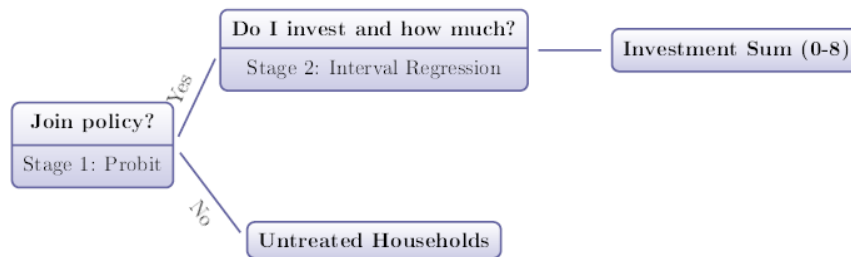 Do I invest and how much?
Stage 2: Interval Regression
Investment Sum (0-8)
Yes
Join policy?
Stage 1: Probit
No
Untreated Households